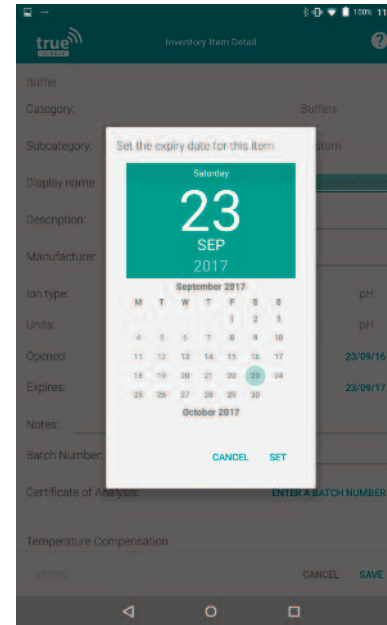 100% 11
true
Inventory Item Detail
?
Buffer
Category: Buffers
Subcategory: stom
Display name:
Description:
Manufacturer:
Ion type: pH
Units: pH
Opened: 23/09/16
Expires: 23/09/17
Notes:
Batch Number:
Certificate of Analysis: ENTER A BATCH NUMBER
Temperature Compensation
CANCEL SAVE
Set the expiry date for this item
Saturday
23
SEP
2017
September 2017
M T W T F S S
1 2 3
4 5 6 7 8 9 10
11 12 13 14 15 16 17
18 19 20 21 22 23 24
25 26 27 28 29 30
October 2017
CANCEL SET